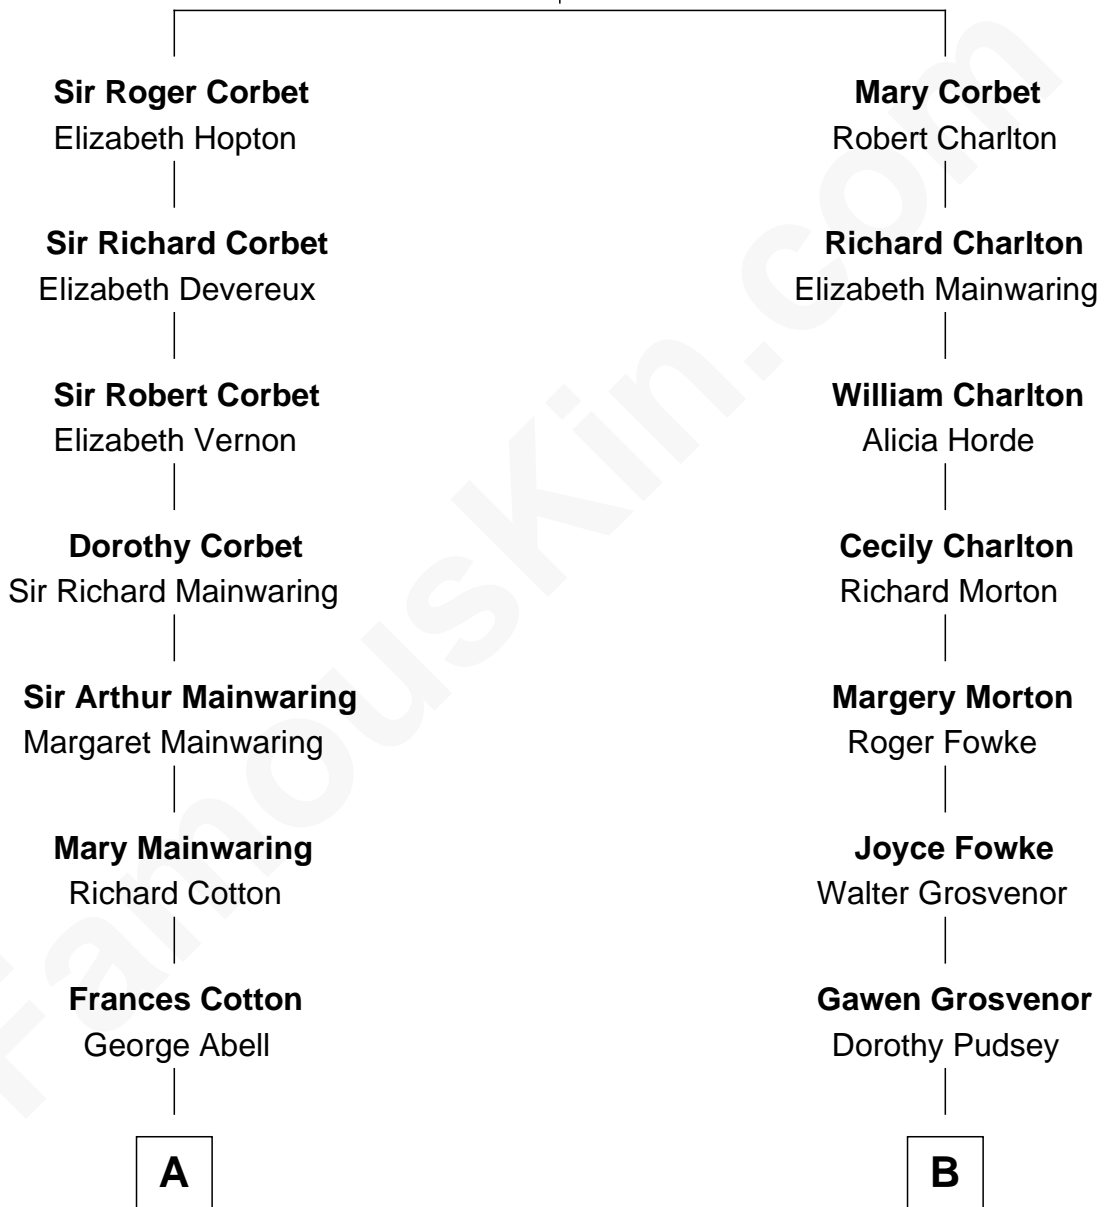 Sir Roger Corbet
Elizabeth Hopton
Sir Richard Corbet
Elizabeth Devereux
Sir Robert Corbet
Elizabeth Vernon
Dorothy Corbet
Sir Richard Mainwaring
Sir Arthur Mainwaring
Margaret Mainwaring
Mary Mainwaring
Richard Cotton
Frances Cotton
George Abell
A
Mary Corbet
Robert Charlton
Richard Charlton
Elizabeth Mainwaring
William Charlton
Alicia Horde
Cecily Charlton
Richard Morton
Margery Morton
Roger Fowke
Joyce Fowke
Walter Grosvenor
Gawen Grosvenor
Dorothy Pudsey
B
FamousKin.com